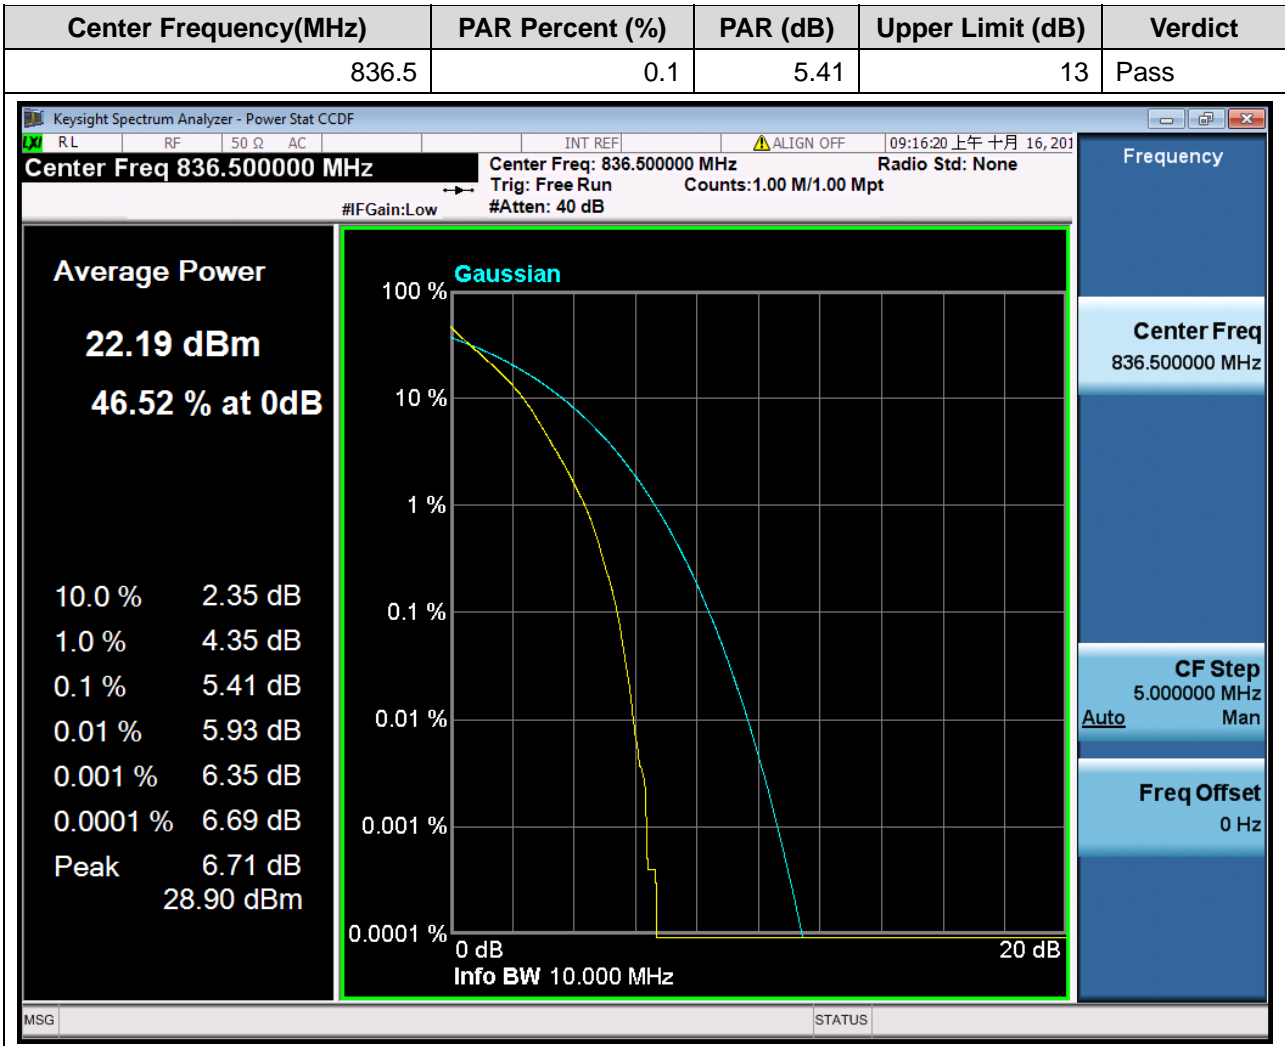 Center Frequency(MHz) PAR Percent (%) PAR (dB) Upper Limit (dB) Verdict
836.5 0.1 5.41 13 Pass
Keysight Spectrum Analyzer - Power Stat CCDF
LXI RL RF 50 Ω AC INT REF ALIGN OFF 09:16:20 上午 十月 16, 201
Center Freq 836.500000 MHz
Center Freq: 836.500000 MHz Radio Std: None
Trig: Free Run Counts:1.00 M/1.00 Mpt
#IFGain:Low #Atten: 40 dB
Average Power
22.19 dBm
46.52 % at 0dB
10.0 % 2.35 dB
1.0 % 4.35 dB
0.1 % 5.41 dB
0.01 % 5.93 dB
0.001 % 6.35 dB
0.0001 % 6.69 dB
Peak 6.71 dB
28.90 dBm
Gaussian
100 %
10 %
1 %
0.1 %
0.01 %
0.001 %
0.0001 %
0 dB 20 dB
Info BW 10.000 MHz
Frequency
Center Freq
836.500000 MHz
CF Step
5.000000 MHz
Auto Man
Freq Offset
0 Hz
MSG STATUS